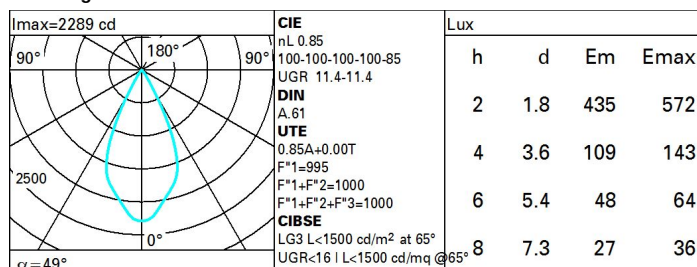 Imax=2289 cd
90°
180°
90°
2500
0°
α=49°
CIE
nL 0.85
100-100-100-100-85
UGR 11.4-11.4
DIN
A.61
UTE
0.85A+0.00T
F"1=995
F"1+F"2=1000
F"1+F"2+F"3=1000
CIBSE
LG3 L<1500 cd/m² at 65°
UGR<16 | L<1500 cd/mq @65°
Lux
h d Em Emax
2 1.8 435 572
4 3.6 109 143
6 5.4 48 64
8 7.3 27 36